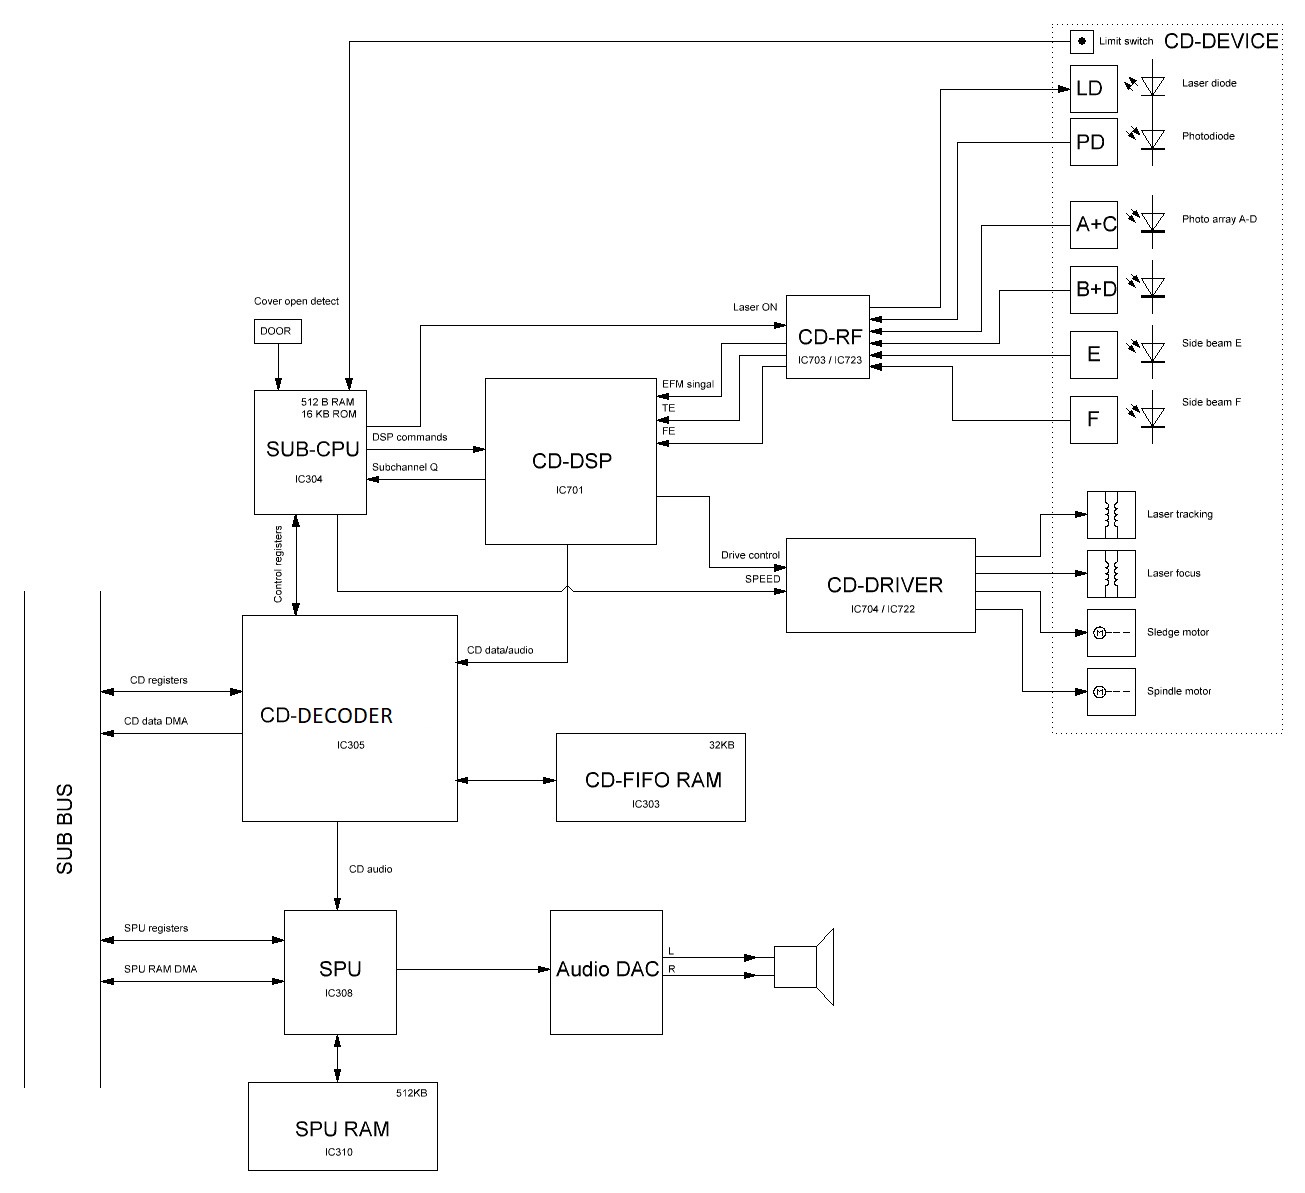 Limit switch
CD-DEVICE
LD
Laser diode
PD
Photodiode
A+C
Photo array A-D
B+D
Cover open detect
DOOR
Laser ON
CD-RF
IC703 / IC723
E
Side beam E
F
Side beam F
512 B RAM
16 KB ROM
SUB-CPU
IC304
DSP commands
Subchannel Q
EFM singal
TE
FE
CD-DSP
IC701
Laser tracking
Control registers
Drive control
SPEED
CD-DRIVER
IC704 / IC722
Laser focus
M
Sledge motor
M
Spindle motor
CD data/audio
CD registers
CD data DMA
CD-DECODER
IC305
32KB
CD-FIFO RAM
IC303
SUB BUS
CD audio
SPU registers
SPU RAM DMA
SPU
IC308
Audio DAC
L
R
512KB
SPU RAM
IC310